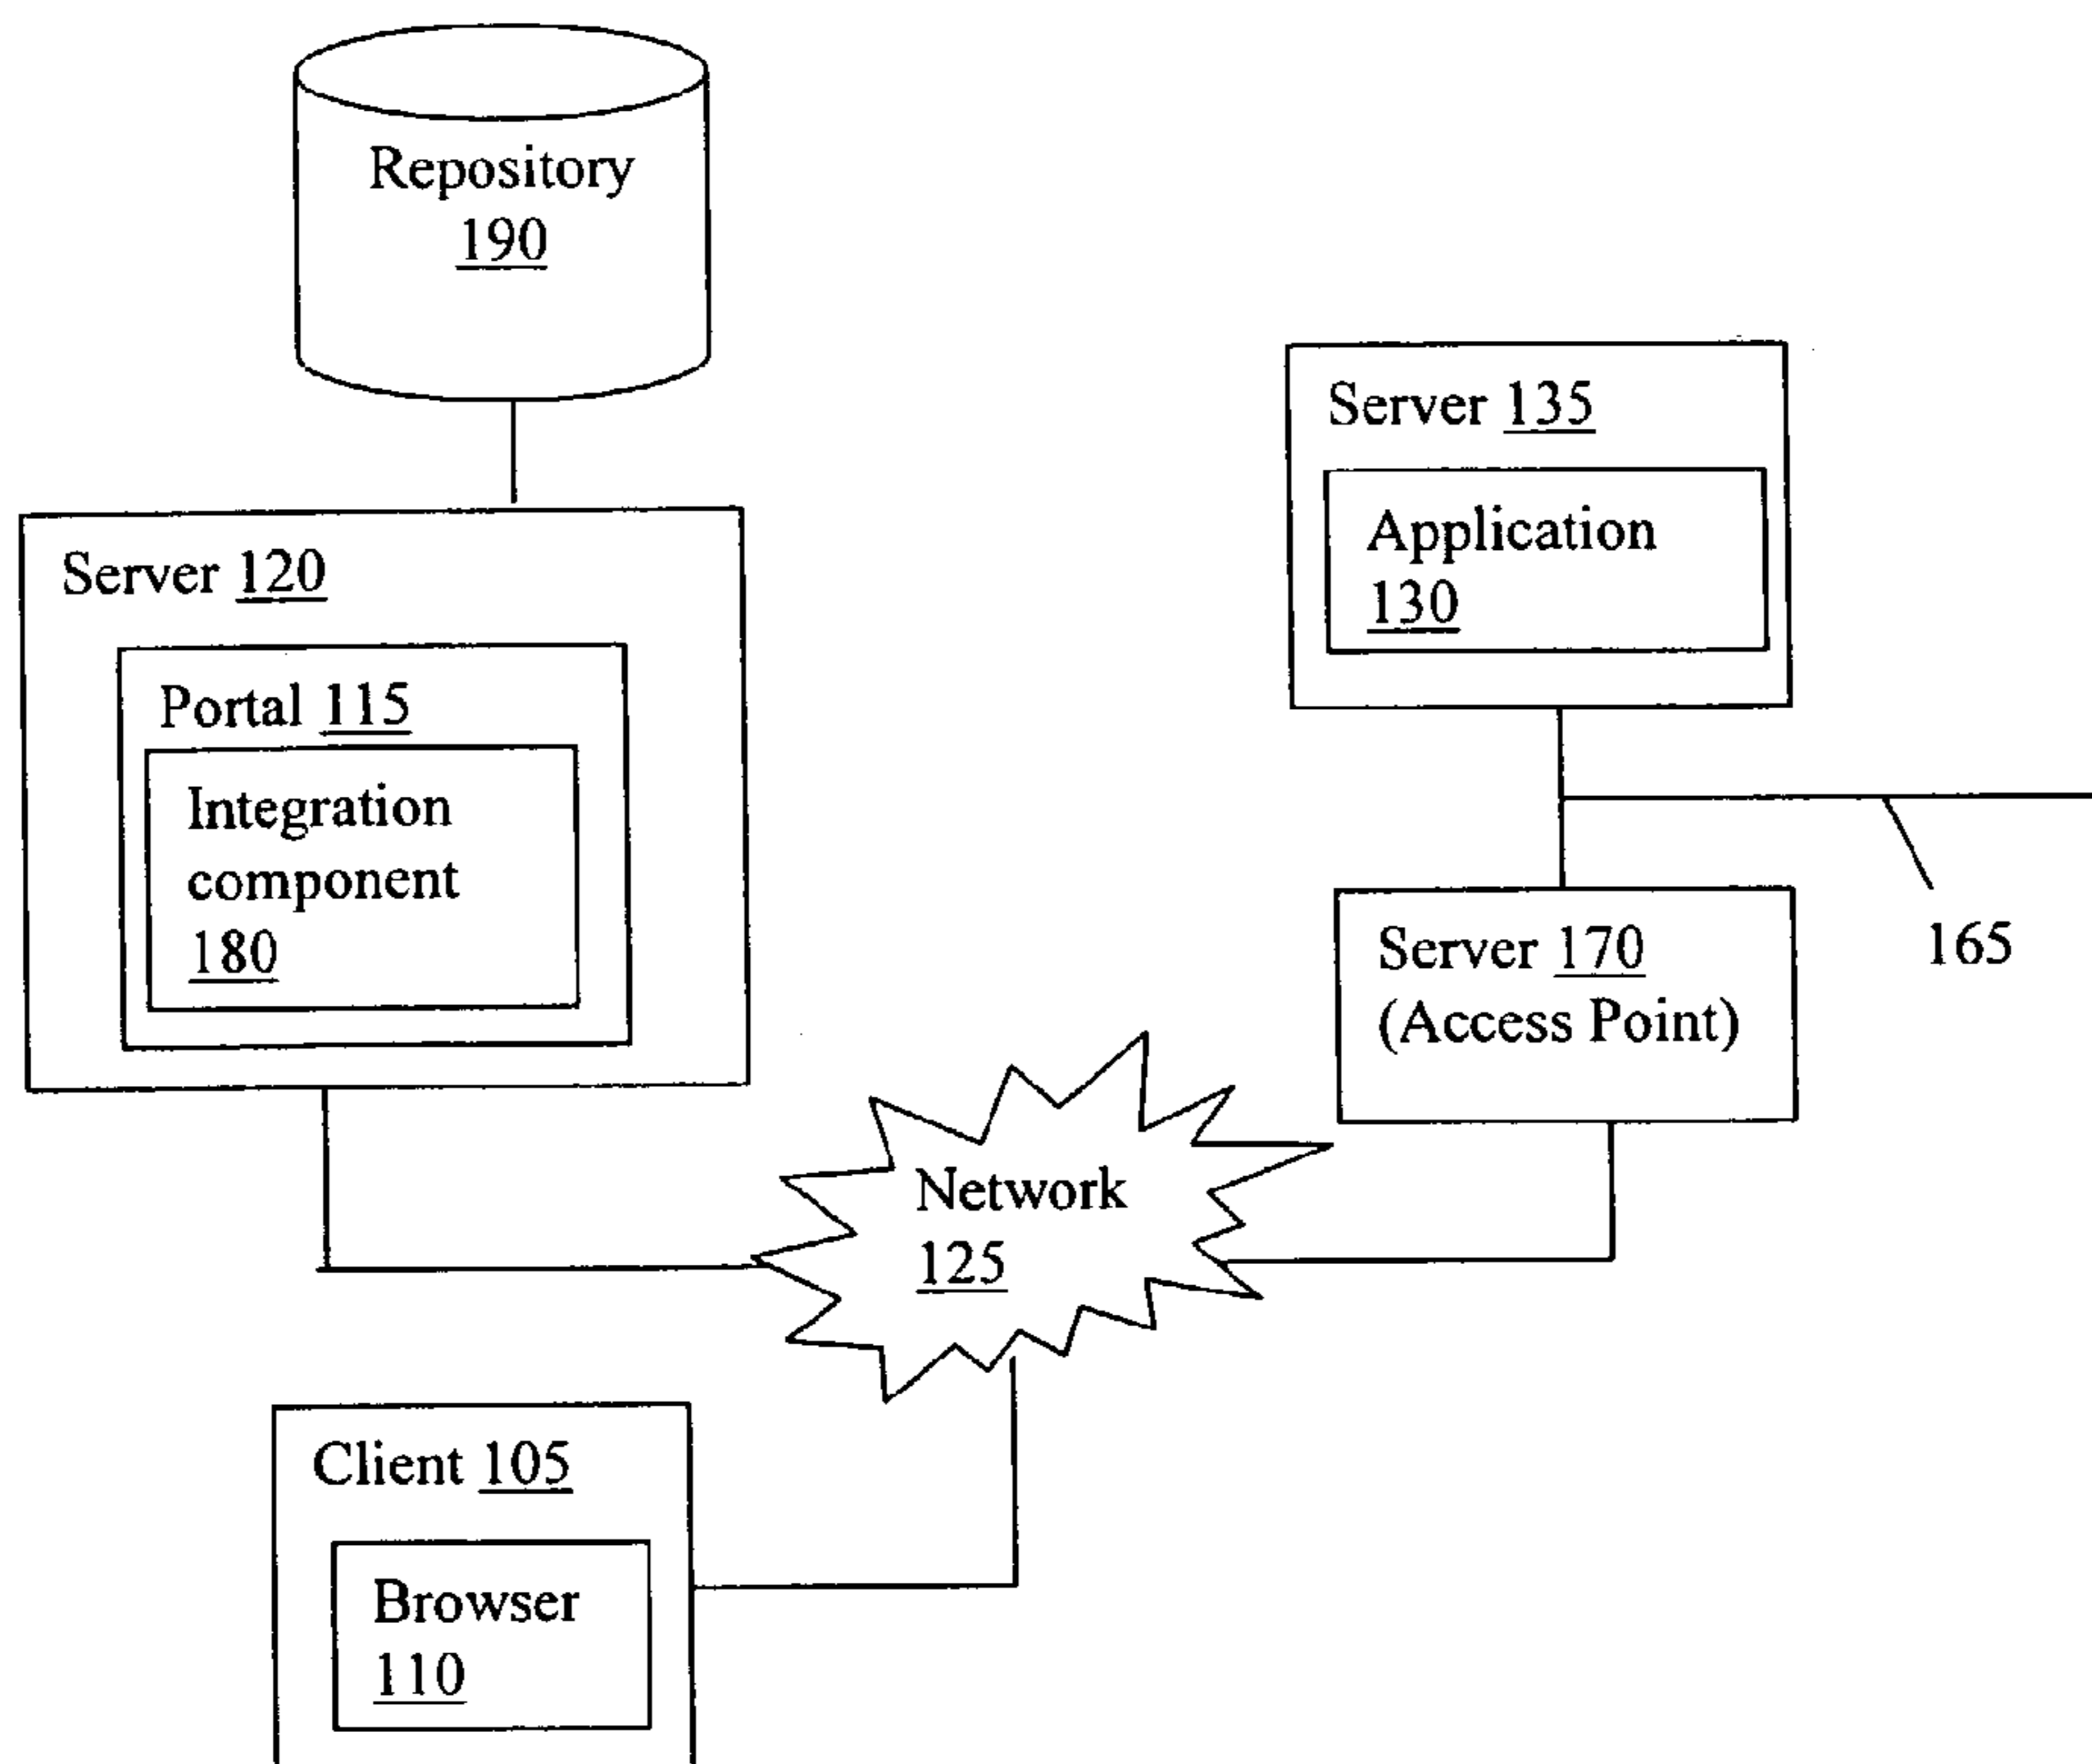 Repository
190
Server 135
Application
130
Server 120
Portal 115
Integration
component
180
Server 170
(Access Point)
165
Network
125
Client 105
Browser
110